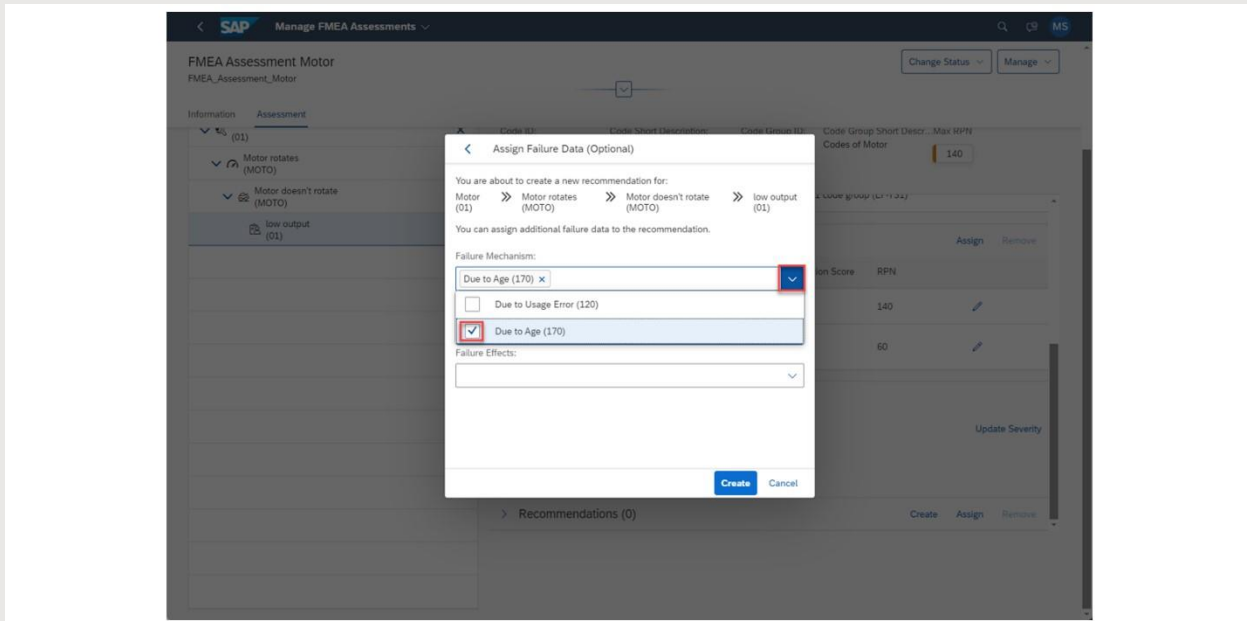 SAP Manage FMEA Assessments
MS
FMEA Assessment Motor
FMEA_Assessment_Motor
Change Status
Manage
Information Assessment
(01)
Code ID: Code Short Description: Code Group ID: Code Group Short Descr... Max RPN
Codes of Motor
140
Motor rotates
(MOTO)
Motor doesn't rotate
(MOTO)
low output
(01)
Assign Failure Data (Optional)
You are about to create a new recommendation for:
Motor
(01)
Motor rotates
(MOTO)
Motor doesn't rotate
(MOTO)
low output
(01)
You can assign additional failure data to the recommendation.
Failure Mechanism:
Due to Age (170)
Due to Usage Error (120)
Due to Age (170)
Failure Effects:
Create Cancel
Assign Remove
Score RPN
140
60
Update Severity
Recommendations (0)
Create Assign Remove